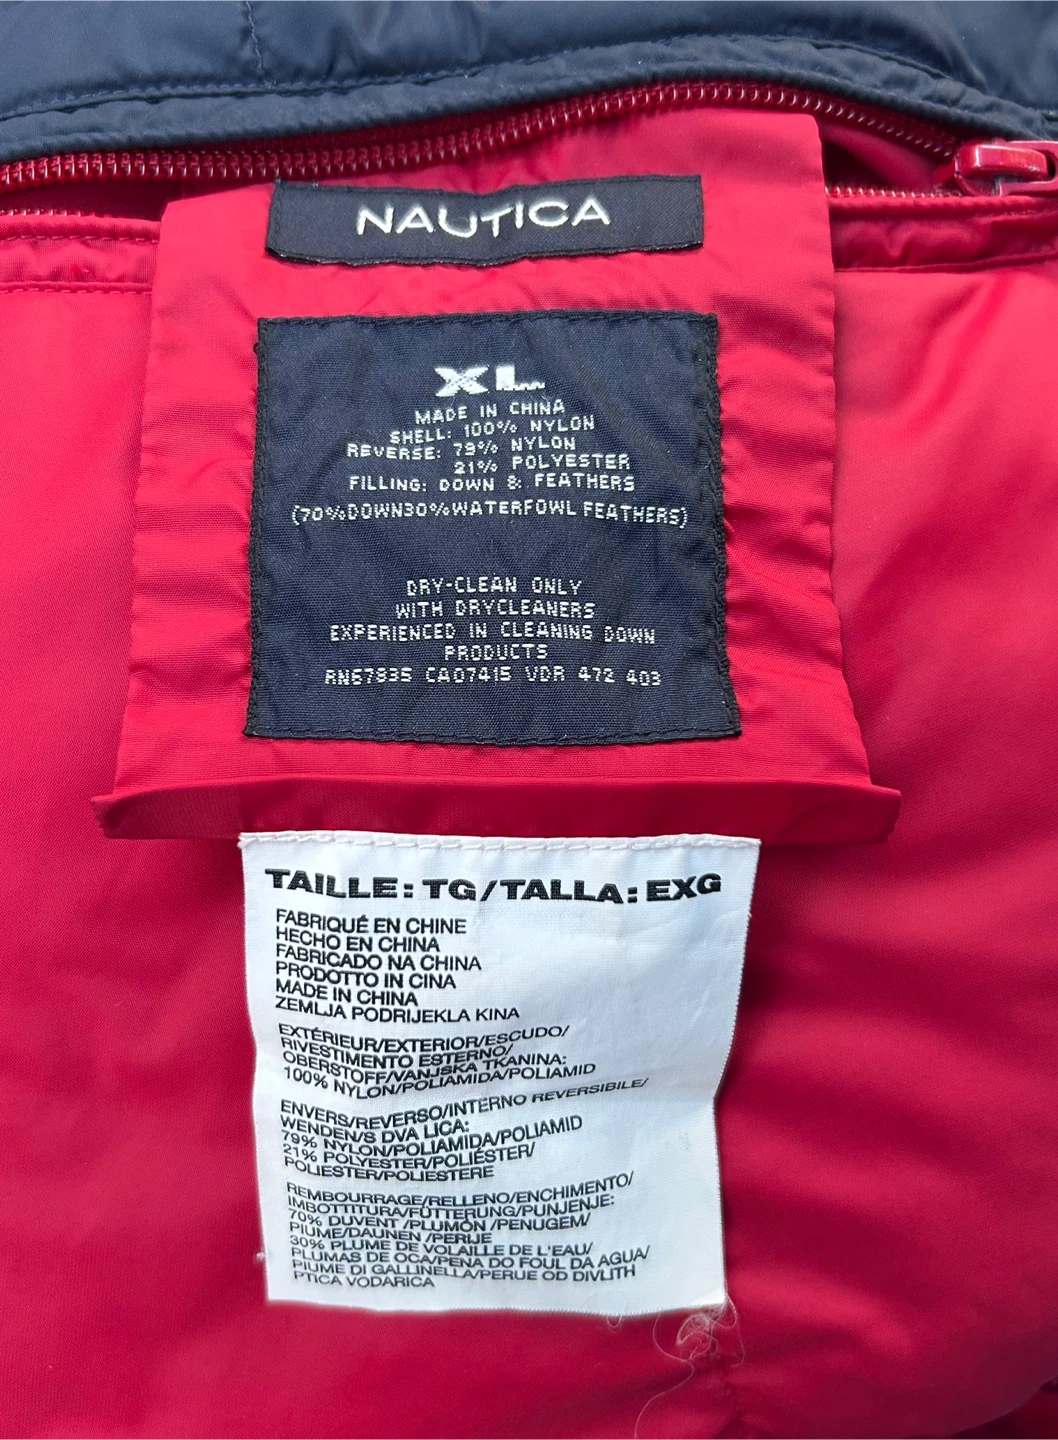 NAUTICA
XL
MADE IN CHINA
SHELL: 100% NYLON
REVERSE: 79% NYLON
21% POLYESTER
FILLING: DOWN & FEATHERS
(70%DOWN30%WATERFOWL FEATHERS)
DRY-CLEAN ONLY
WITH DRYCLEANERS
EXPERIENCED IN CLEANING DOWN
PRODUCTS
RN67835 CA07415 VDR 472 403
TAILLE: TG/TALLA: EXG
FABRIQUÉ EN CHINE
HECHO EN CHINA
FABRICADO NA CHINA
PRODOTTO IN CINA
MADE IN CHINA
ZEMLJA PODRIJEKLA KINA
EXTÉRIEUR/EXTERIOR/ESCUDO/
RIVESTIMENTO ESTERNO/
OBERSTOFF/VANJSKA TKANINA:
100% NYLON/POLIAMIDA/POLIAMID
ENVERS/REVERSO/INTERNO REVERSIBILE/
WENDEN/S DVA LICA:
79% NYLON/POLIAMIDA/POLIAMID
21% POLYESTER/POLIÉSTER/
POLIESTER/POLIESTERE
REMBOURRAGE/RELLENO/ENCHIMENTO/
IMBOTTITURA/FÜTTERUNG/PUNJENJE:
70% DUVENT /PLUMÓN /PENUGEM/
PIUME/DAUNEN /PERIJE
30% PLUME DE VOLAILLE DE L'EAU/
PLUMAS DE OCA/PENA DO FOUL DA AGUA/
PIUME DI GALLINELLA/PERUE OD DIVLITH
PTICA VODARICA